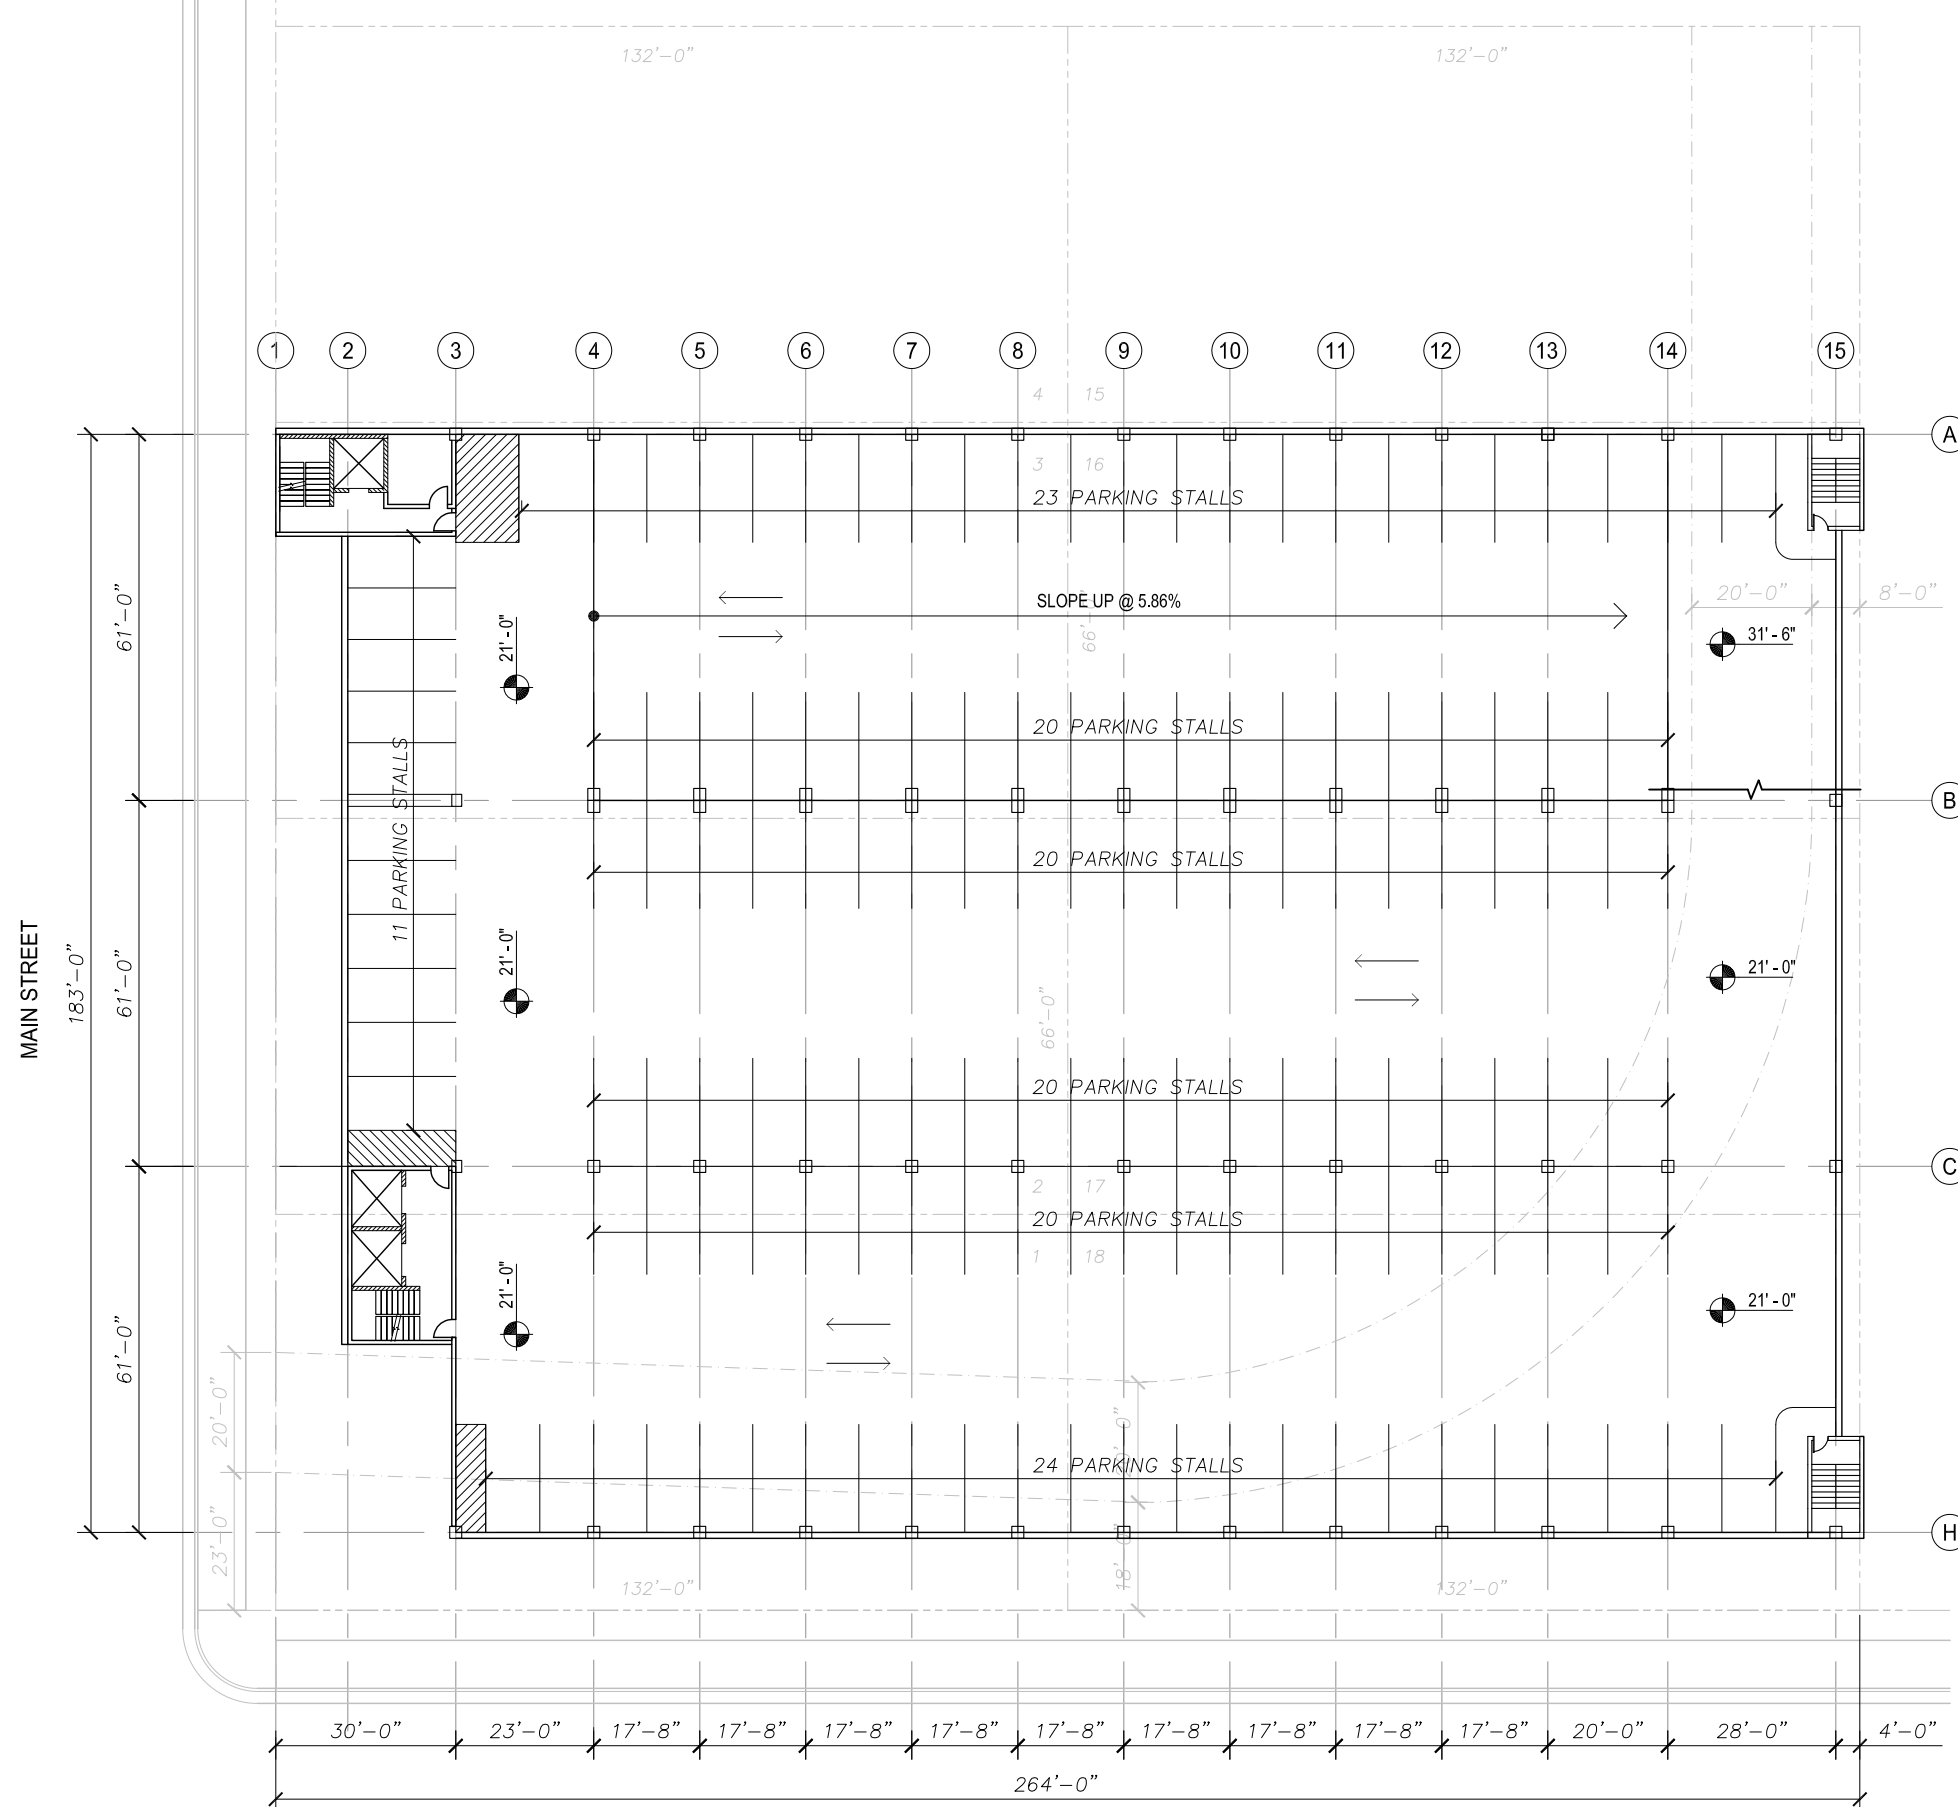 132'-0" 132'-0"
1 2 3 4 5 6 7 8 9 10 11 12 13 14 15
4 15
A
3 16
23 PARKING STALLS
61'-0"
20'-0" 8'-0"
SLOPE UP @ 5.86%
66'-0"
21'-0"
31'-6"
20 PARKING STALLS
11 PARKING STALLS
B
20 PARKING STALLS
MAIN STREET
183'-0"
61'-0"
21'-0"
21'-0"
66'-0"
20 PARKING STALLS
C
2 17
20 PARKING STALLS
1 18
61'-0"
21'-0"
21'-0"
20'-0"
20'-0"
24 PARKING STALLS
23'-0"
18'-0"
H
132'-0" 132'-0"
30'-0" 23'-0" 17'-8" 17'-8" 17'-8" 17'-8" 17'-8" 17'-8" 17'-8" 17'-8" 17'-8" 20'-0" 28'-0" 4'-0"
264'-0"